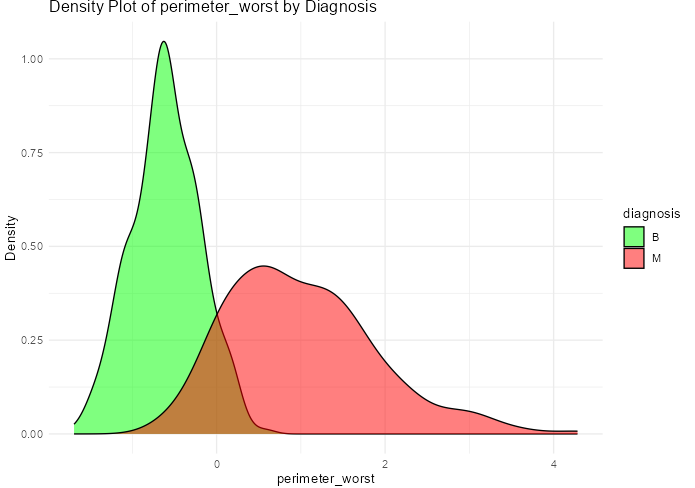 Density Plot of perimeter_worst by Diagnosis
1.00
0.75
0.50
0.25
0.00
Density
0
2
4
perimeter_worst
diagnosis
B
M